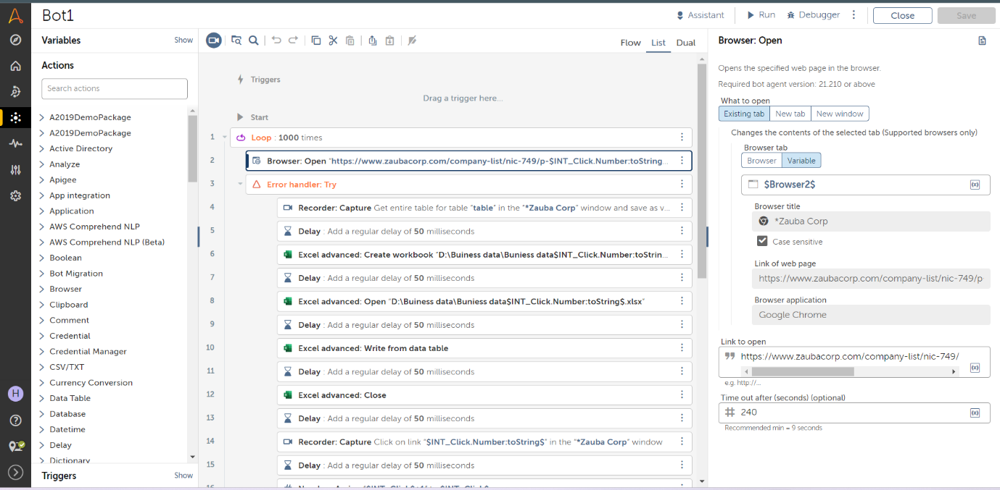 Bot1
Assistant
Run
Debugger
Close
Save
Variables
Show
Actions
Search actions
A2019DemoPackage
A2019DemoPackage
Active Directory
Analyze
Apigee
App integration
Application
AWS Comprehend NLP
AWS Comprehend NLP (Beta)
Boolean
Bot Migration
Browser
Clipboard
Comment
Credential
Credential Manager
CSV/TXT
Currency Conversion
Data Table
Database
Datetime
Delay
Dictionary
Triggers
Show
H
Flow
List
Dual
Triggers
Drag a trigger here...
Start
1 Loop : 1000 times
2 Browser: Open "https://www.zaubacorp.com/company-list/nic-749/p-$INT_Click.Number:toString...
3 Error handler: Try
4 Recorder: Capture Get entire table for table "table" in the "*Zauba Corp" window and save as v...
5 Delay : Add a regular delay of 50 milliseconds
6 Excel advanced: Create workbook "D:\Buiness data\Buniess data$INT_Click.Number:toStrin...
7 Delay : Add a regular delay of 50 milliseconds
8 Excel advanced: Open "D:\Buiness data\Buniess data$INT_Click.Number:toString$.xlsx"
9 Delay : Add a regular delay of 50 milliseconds
10 Excel advanced: Write from data table
11 Delay : Add a regular delay of 50 milliseconds
12 Excel advanced: Close
13 Delay : Add a regular delay of 50 milliseconds
14 Recorder: Capture Click on link "$INT_Click.Number:toString$" in the "*Zauba Corp" window
15 Delay : Add a regular delay of 50 milliseconds
Browser: Open
Opens the specified web page in the browser.
Required bot agent version: 21.210 or above
What to open
Existing tab
New tab
New window
Changes the contents of the selected tab (Supported browsers only)
Browser tab
Browser
Variable
$Browser2$
(x)
Browser title
*Zauba Corp
Case sensitive
Link of web page
https://www.zaubacorp.com/company-list/nic-749/p-
Browser application
Google Chrome
Link to open
https://www.zaubacorp.com/company-list/nic-749/
(x)
e.g. http://...
Time out after (seconds) (optional)
240
(x)
Recommended min = 9 seconds